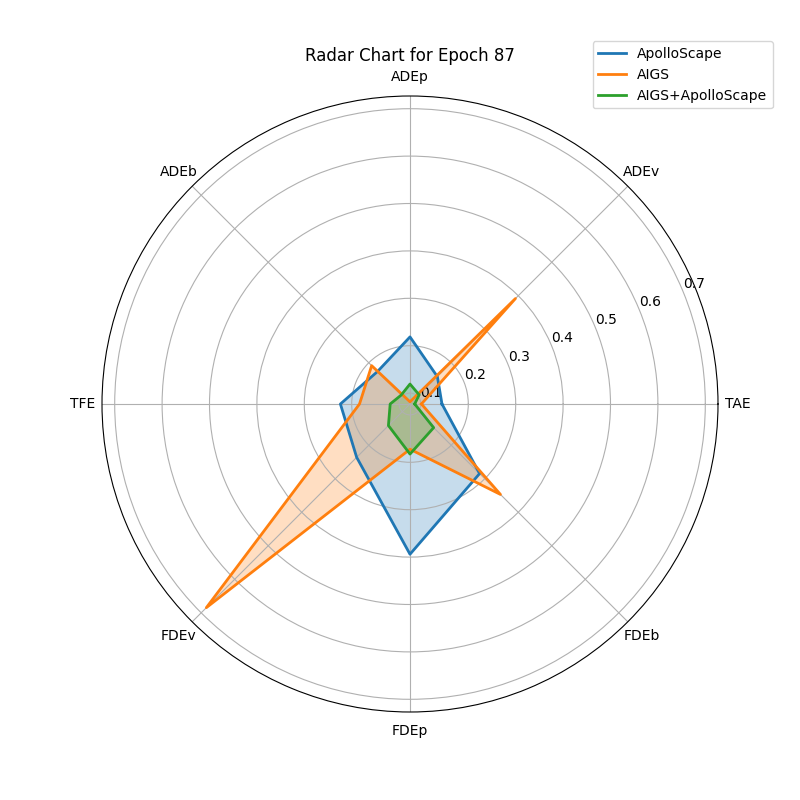 Radar Chart for Epoch 87
ApolloScape
AIGS
AIGS+ApolloScape
ADEp
ADEb
ADEv
0.7
0.6
0.5
0.4
0.3
0.2
0.1
TFE
TAE
FDEv
FDEb
FDEp